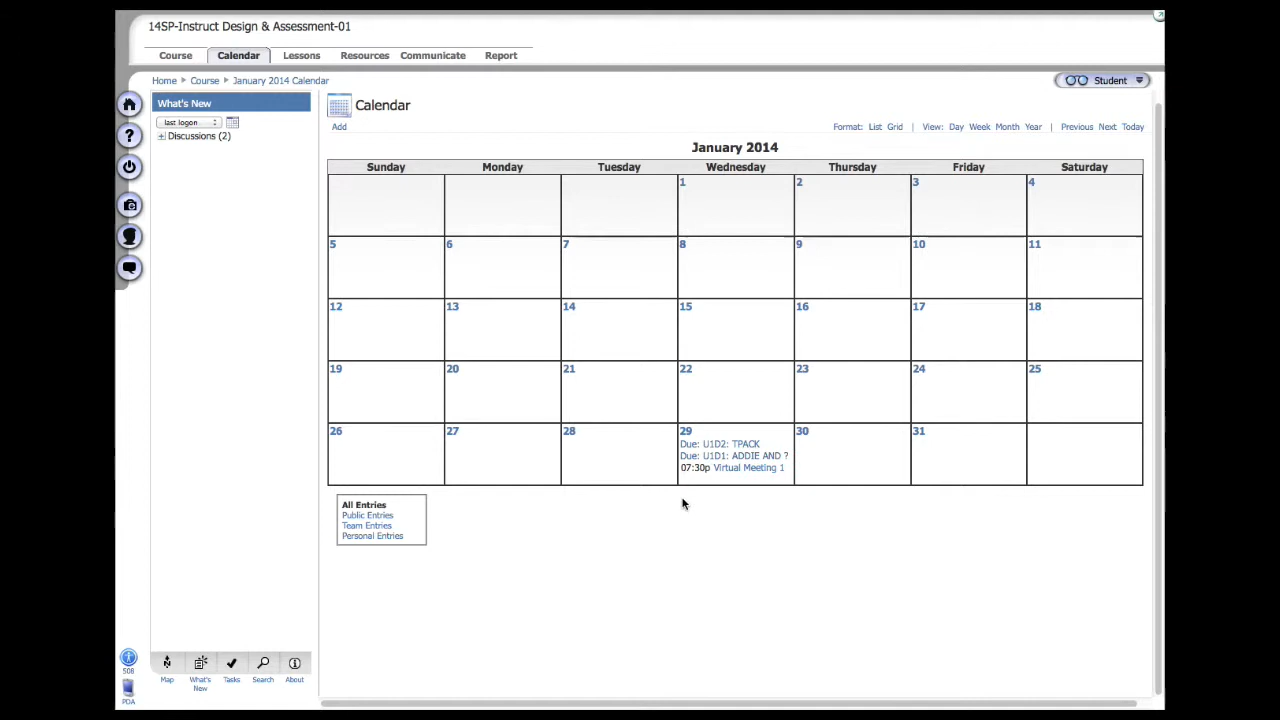 14SP-Instruct Design & Assessment-01
Course Calendar Lessons Resources Communicate Report
Home Course January 2014 Calendar
Student
What's New
last logon
Discussions (2)
Calendar
Add
Format: List Grid | View: Day Week Month Year | Previous Next Today
January 2014
Sunday Monday Tuesday Wednesday Thursday Friday Saturday
1 2 3 4
5 6 7 8 9 10 11
12 13 14 15 16 17 18
19 20 21 22 23 24 25
26 27 28 29 30 31
Due: U1D2: TPACK
Due: U1D1: ADDIE AND ?
07:30p Virtual Meeting 1
All Entries
Public Entries
Team Entries
Personal Entries
508
PDA
Map What's New Tasks Search About